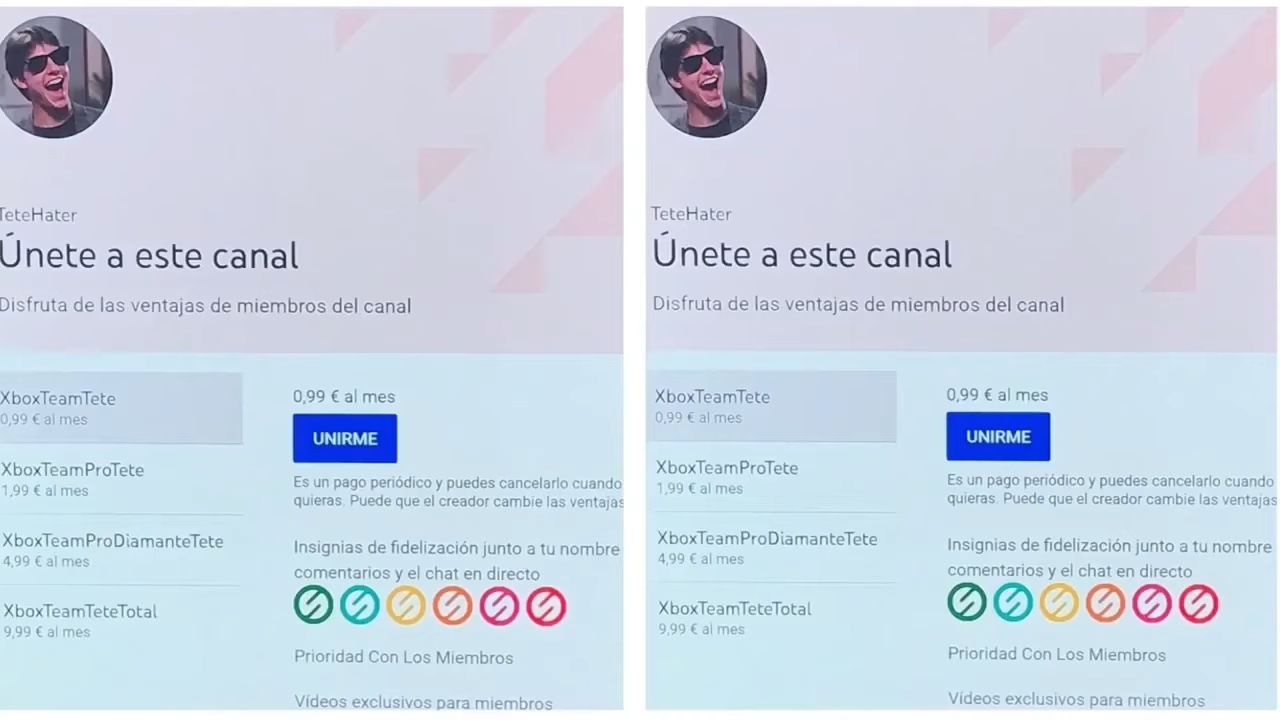 TeteHater
Únete a este canal
Disfruta de las ventajas de miembros del canal
XboxTeamTete
0,99 € al mes
XboxTeamProTete
1,99 € al mes
XboxTeamProDiamanteTete
4,99 € al mes
XboxTeamTeteTotal
9,99 € al mes
0,99 € al mes
UNIRME
Es un pago periódico y puedes cancelarlo cuando
quieras. Puede que el creador cambie las ventajas
Insignias de fidelización junto a tu nombre
comentarios y el chat en directo
Prioridad Con Los Miembros
Vídeos exclusivos para miembros
TeteHater
Únete a este canal
Disfruta de las ventajas de miembros del canal
XboxTeamTete
0,99 € al mes
XboxTeamProTete
1,99 € al mes
XboxTeamProDiamanteTete
4,99 € al mes
XboxTeamTeteTotal
9,99 € al mes
0,99 € al mes
UNIRME
Es un pago periódico y puedes cancelarlo cuando
quieras. Puede que el creador cambie las ventajas
Insignias de fidelización junto a tu nombre
comentarios y el chat en directo
Prioridad Con Los Miembros
Vídeos exclusivos para miembros